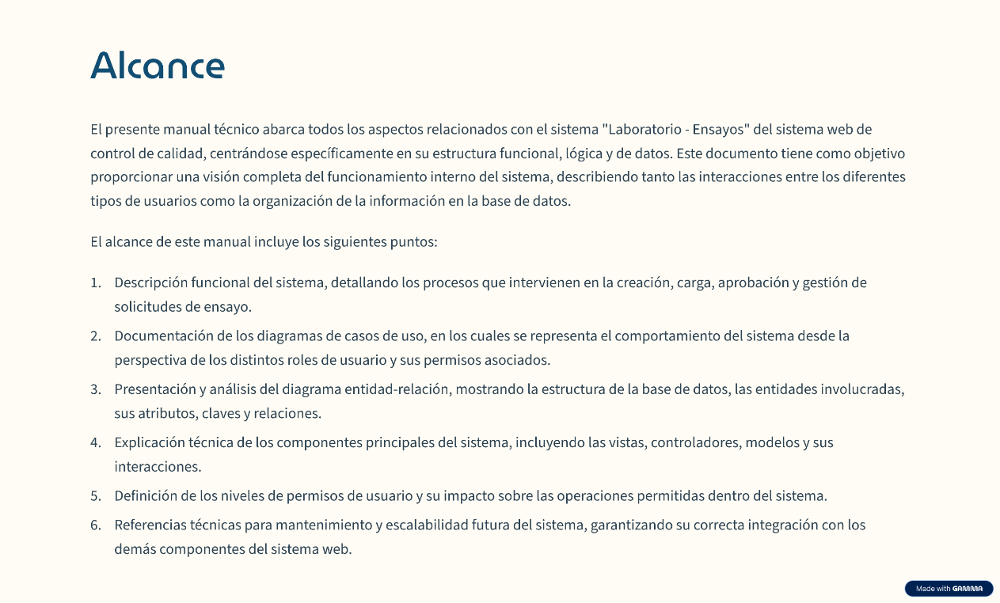 Alcance
El presente manual técnico abarca todos los aspectos relacionados con el sistema "Laboratorio - Ensayos" del sistema web de
control de calidad, centrándose específicamente en su estructura funcional, lógica y de datos. Este documento tiene como objetivo
proporcionar una visión completa del funcionamiento interno del sistema, describiendo tanto las interacciones entre los diferentes
tipos de usuarios como la organización de la información en la base de datos.
El alcance de este manual incluye los siguientes puntos:
1. Descripción funcional del sistema, detallando los procesos que intervienen en la creación, carga, aprobación y gestión de
solicitudes de ensayo.
2. Documentación de los diagramas de casos de uso, en los cuales se representa el comportamiento del sistema desde la
perspectiva de los distintos roles de usuario y sus permisos asociados.
3. Presentación y análisis del diagrama entidad-relación, mostrando la estructura de la base de datos, las entidades involucradas,
sus atributos, claves y relaciones.
4. Explicación técnica de los componentes principales del sistema, incluyendo las vistas, controladores, modelos y sus
interacciones.
5. Definición de los niveles de permisos de usuario y su impacto sobre las operaciones permitidas dentro del sistema.
6. Referencias técnicas para mantenimiento y escalabilidad futura del sistema, garantizando su correcta integración con los
demás componentes del sistema web.
Made with GAMMA